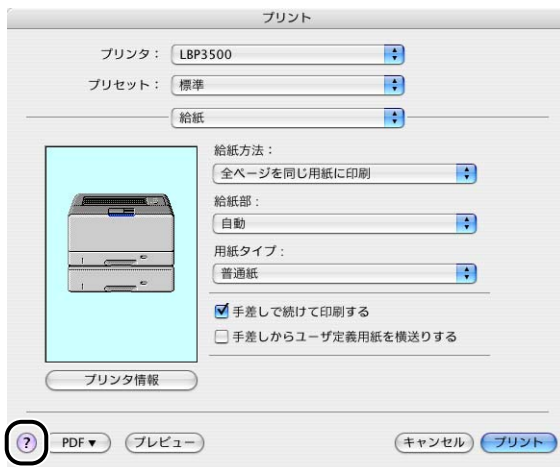 プリント
プリンタ： LBP3500
プリセット： 標準
給紙
給紙方法：
全ページを同じ用紙に印刷
給紙部：
自動
用紙タイプ：
普通紙
手差しで続けて印刷する
手差しからユーザ定義用紙を横送りする
プリンタ情報
? PDF▼ プレビュー キャンセル プリント